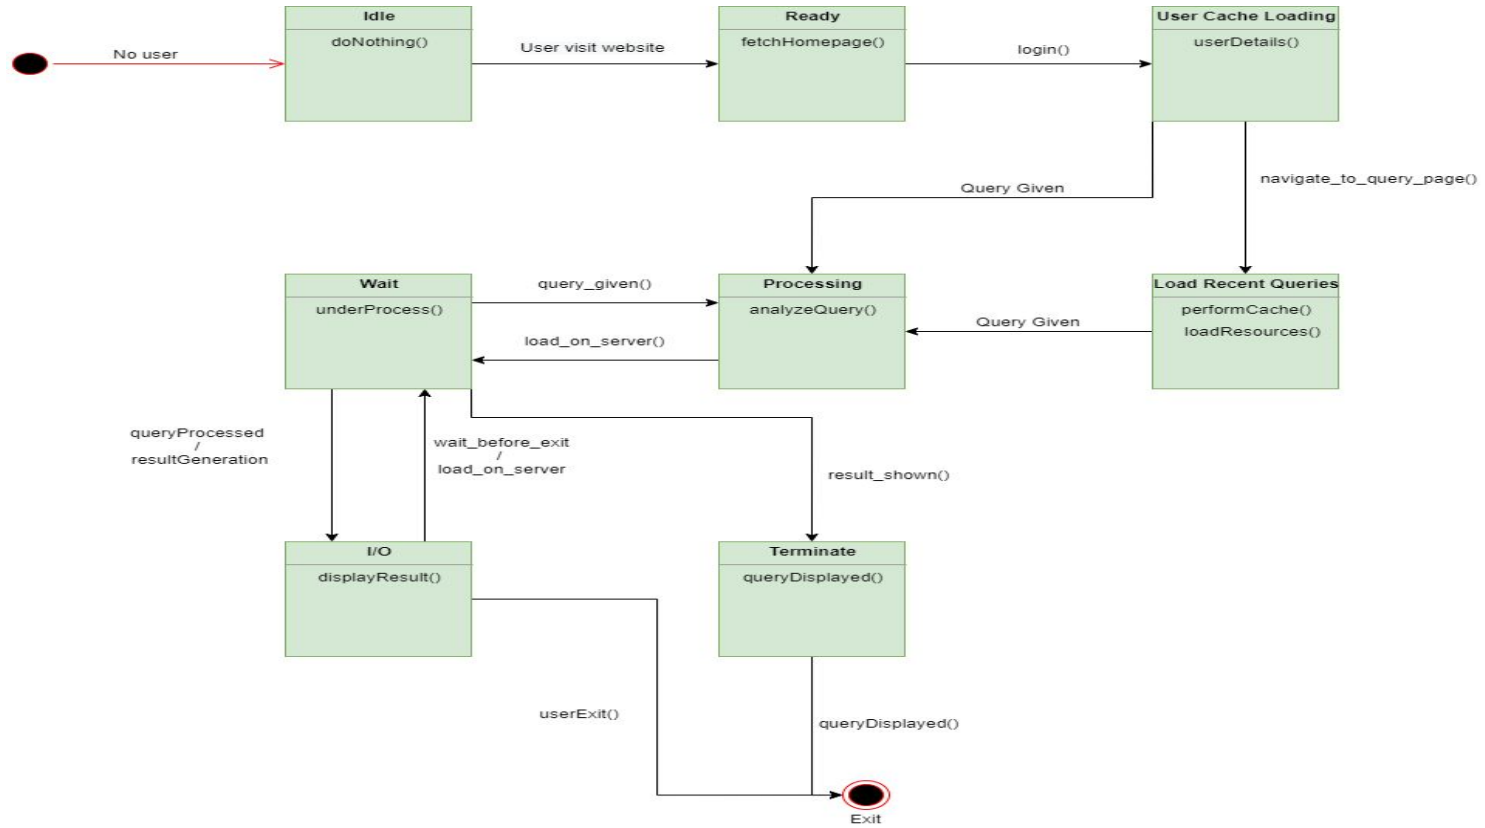 Idle
doNothing()
No user
User visit website
Ready
fetchHomepage()
login()
User Cache Loading
userDetails()
Query Given
navigate_to_query_page()
Wait
underProcess()
query_given()
load_on_server()
Processing
analyzeQuery()
Query Given
Load Recent Queries
performCache()
loadResources()
queryProcessed
/
resultGeneration
wait_before_exit
/
load_on_server
result_shown()
I/O
displayResult()
Terminate
queryDisplayed()
userExit()
queryDisplayed()
Exit